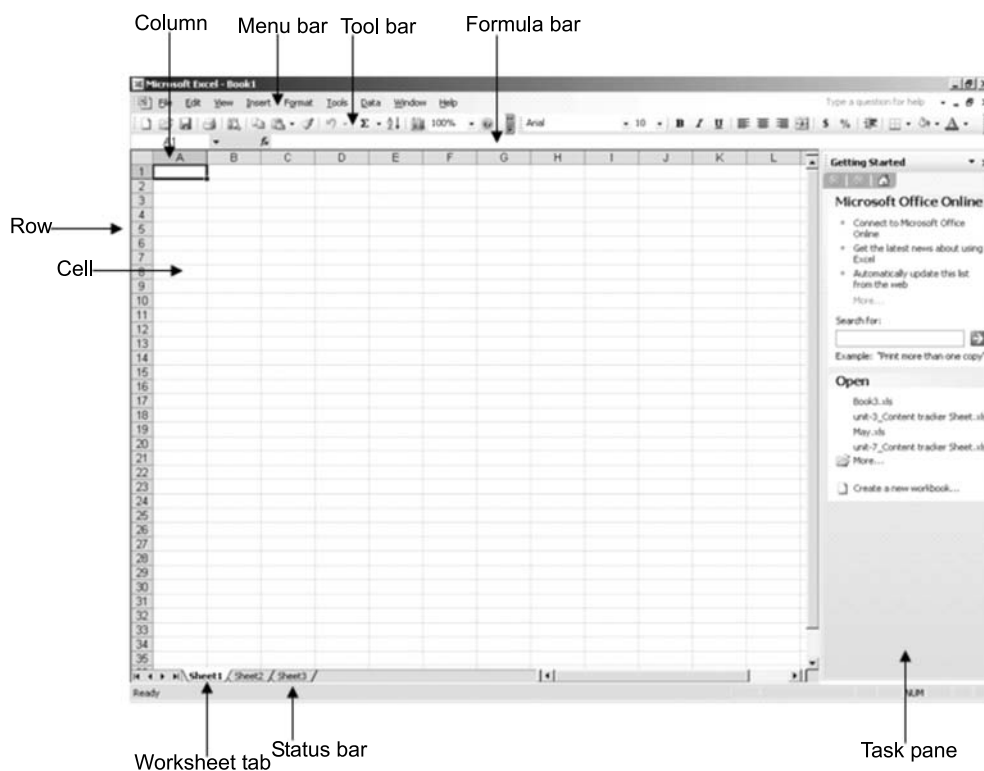 Column Menu bar Tool bar Formula bar
Microsoft Excel - Book1
File Edit View Insert Format Tools Data Window Help Type a question for help
Σ 100% Arial 10 B I U $ % A
A1 fx
A B C D E F G H I J K L
Getting Started
Microsoft Office Online
Connect to Microsoft Office
Online
Get the latest news about using
Excel
Automatically update this list
from the web
More...
Search for:
Example: "Print more than one copy"
Open
Book3.xls
unit-3_Content tracker Sheet.xls
May.xls
unit-7_Content tracker Sheet.xls
More...
Create a new workbook...
Row
Cell
1
2
3
4
5
6
7
8
9
10
11
12
13
14
15
16
17
18
19
20
21
22
23
24
25
26
27
28
29
30
31
32
33
34
35
Sheet1 Sheet2 Sheet3
Ready NUM
Worksheet tab Status bar Task pane